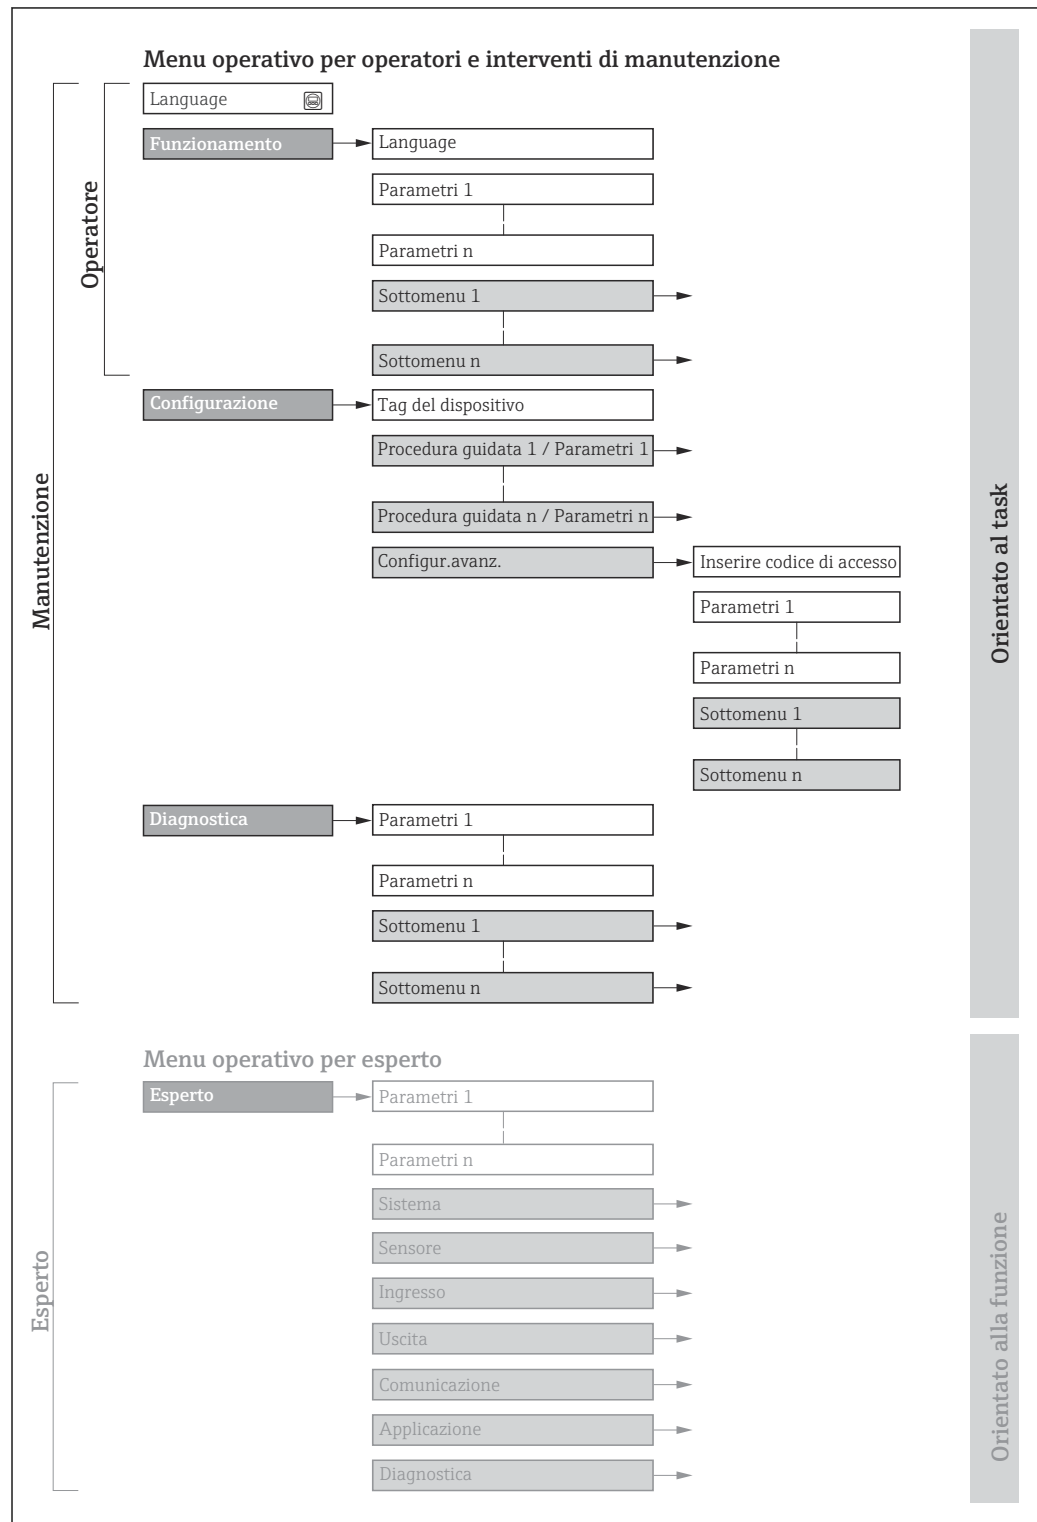 Menu operativo per operatori e interventi di manutenzione
Language
Funzionamento
Language
Parametri 1
Parametri n
Sottomenu 1
Sottomenu n
Operatore
Configurazione
Tag del dispositivo
Procedura guidata 1 / Parametri 1
Procedura guidata n / Parametri n
Configur.avanz.
Inserire codice di accesso
Parametri 1
Parametri n
Sottomenu 1
Sottomenu n
Diagnostica
Parametri 1
Parametri n
Sottomenu 1
Sottomenu n
Manutenzione
Orientato al task
Menu operativo per esperto
Esperto
Parametri 1
Parametri n
Sistema
Sensore
Ingresso
Uscita
Comunicazione
Applicazione
Diagnostica
Esperto
Orientato alla funzione